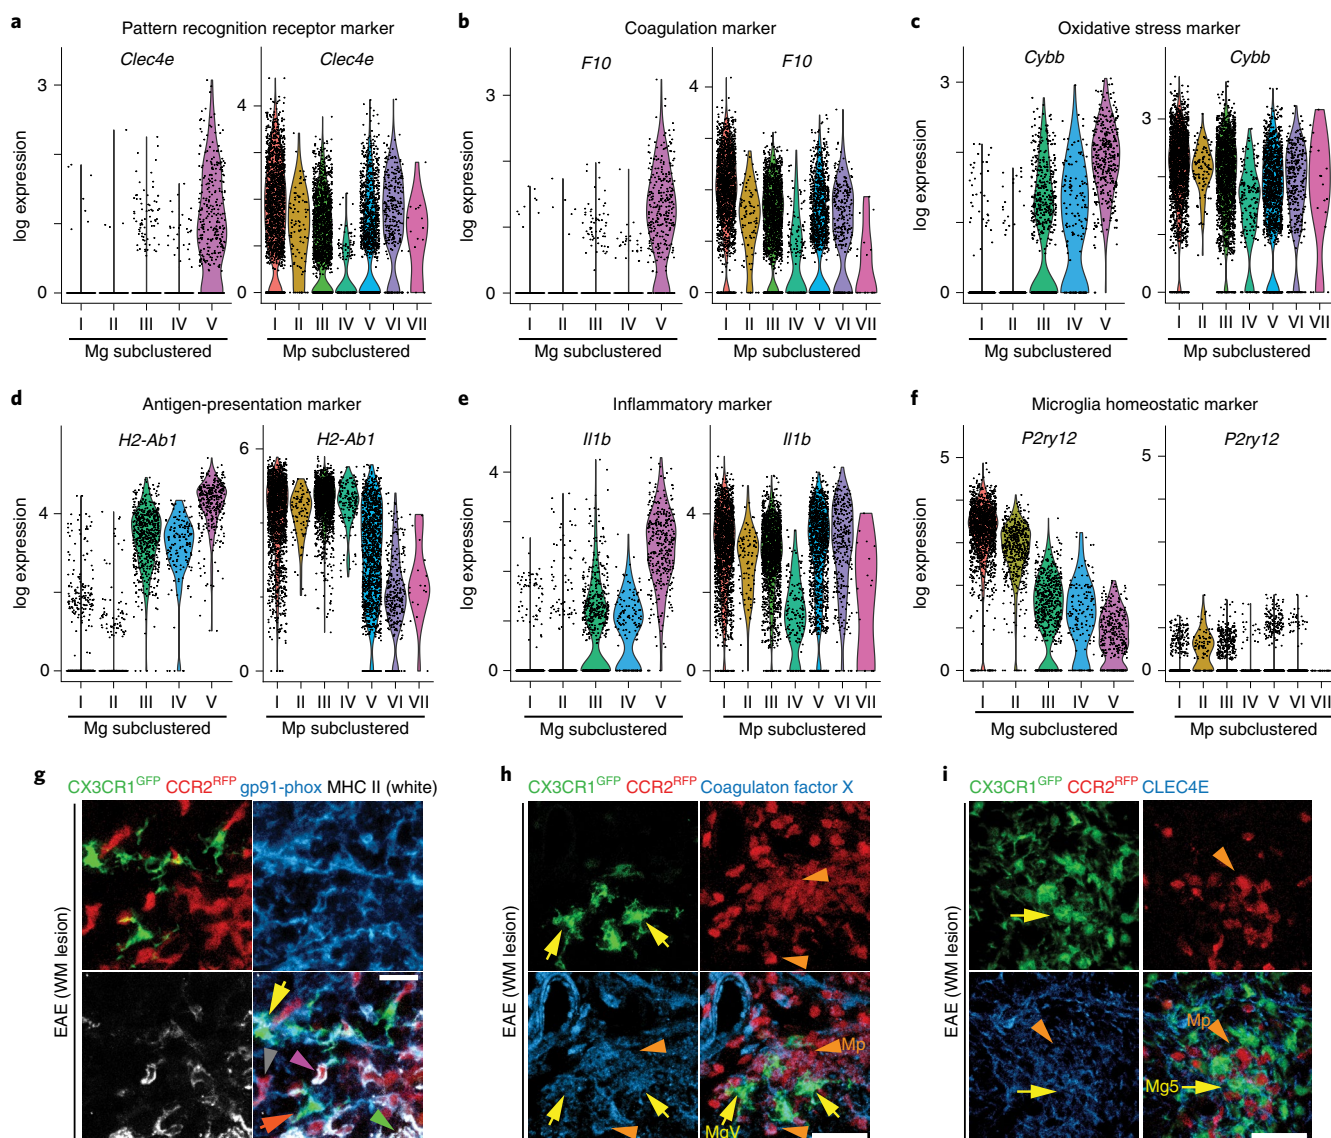 a Pattern recognition receptor marker
Clec4e Clec4e
log expression
3
0
4
2
0
I II III IV V
I II III IV V VI VII
Mg subclustered Mp subclustered
b Coagulation marker
F10 F10
log expression
3
0
4
0
I II III IV V
I II III IV V VI VII
Mg subclustered Mp subclustered
c Oxidative stress marker
Cybb Cybb
log expression
3
0
3
0
I II III IV V
I II III IV V VI VII
Mg subclustered Mp subclustered
d Antigen-presentation marker
H2-Ab1 H2-Ab1
log expression
4
0
6
0
I II III IV V
I II III IV V VI VII
Mg subclustered Mp subclustered
e Inflammatory marker
Il1b Il1b
log expression
4
2
0
4
0
I II III IV V
I II III IV V VI VII
Mg subclustered Mp subclustered
f Microglia homeostatic marker
P2ry12 P2ry12
log expression
5
0
5
0
I II III IV V
I II III IV V VI VII
Mg subclustered Mp subclustered
g CX3CR1GFP CCR2RFP gp91-phox MHC II (white)
EAE (WM lesion)
h CX3CR1GFP CCR2RFP Coagulaton factor X
EAE (WM lesion)
Mp
MgV
i CX3CR1GFP CCR2RFP CLEC4E
EAE (WM lesion)
Mp
Mg5